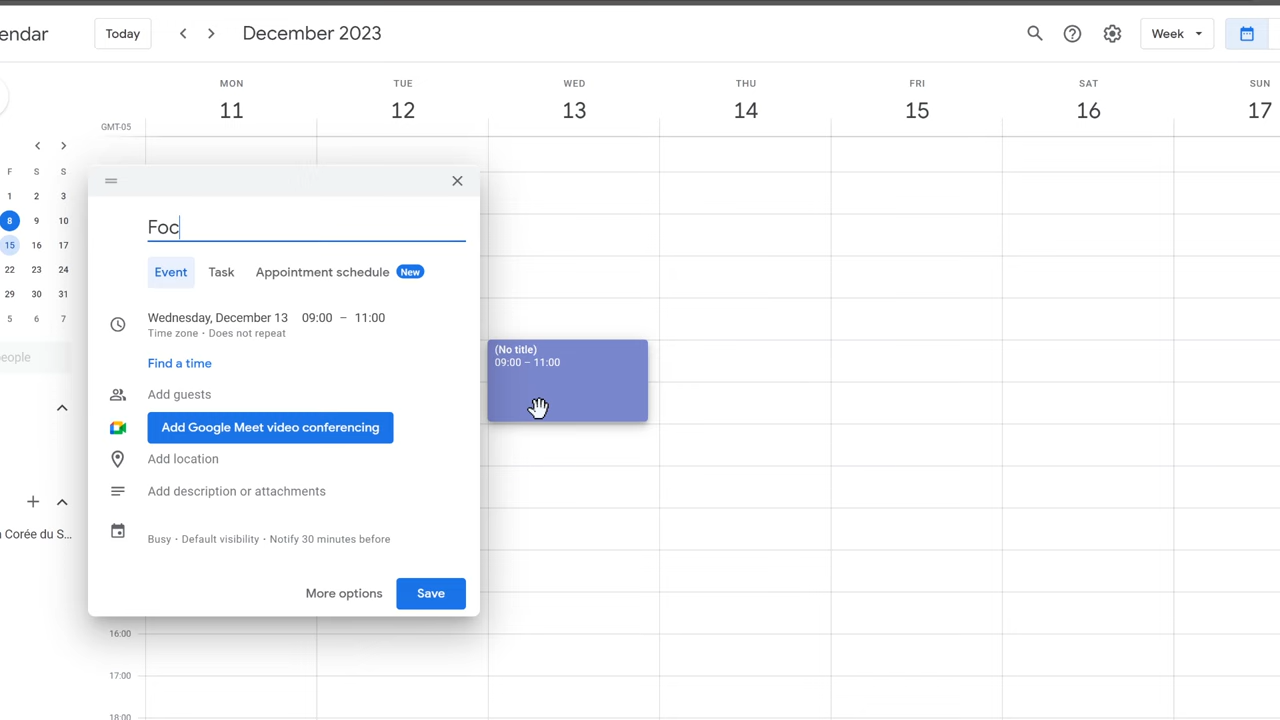 endar
Today
December 2023
Week
MON
TUE
WED
THU
FRI
SAT
SUN
11
12
13
14
15
16
17
GMT-05
F S S
1 2 3
8 9 10
15 16 17
22 23 24
29 30 31
5 6 7
eople
Corée du S...
Foc
Event
Task
Appointment schedule
New
Wednesday, December 13 09:00 – 11:00
Time zone • Does not repeat
Find a time
Add guests
Add Google Meet video conferencing
Add location
Add description or attachments
Busy • Default visibility • Notify 30 minutes before
More options
Save
(No title)
09:00 – 11:00
16:00
17:00
18:00